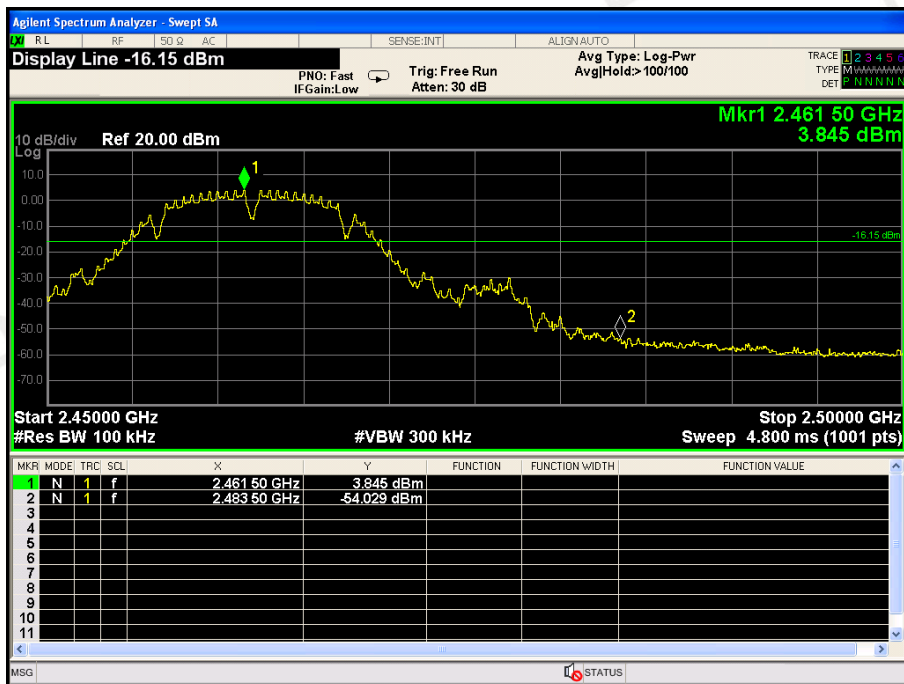 Agilent Spectrum Analyzer - Swept SA
LXI RL RF 50 Ω AC SENSE:INT ALIGN AUTO
Display Line -16.15 dBm
PNO: Fast
IFGain:Low
Trig: Free Run
Atten: 30 dB
Avg Type: Log-Pwr
Avg|Hold:>100/100
TRACE 1 2 3 4 5 6
TYPE MWWWWW
DET P N N N N N
Mkr1 2.461 50 GHz
3.845 dBm
10 dB/div Ref 20.00 dBm
Log
1
10.0
0.00
-10.0
-16.15 dBm
-20.0
-30.0
-40.0
2
-50.0
-60.0
-70.0
Start 2.45000 GHz Stop 2.50000 GHz
#Res BW 100 kHz #VBW 300 kHz Sweep 4.800 ms (1001 pts)
MKR MODE TRC SCL X Y FUNCTION FUNCTION WIDTH FUNCTION VALUE
1 N 1 f 2.461 50 GHz 3.845 dBm
2 N 1 f 2.483 50 GHz -54.029 dBm
3
4
5
6
7
8
9
10
11
MSG STATUS